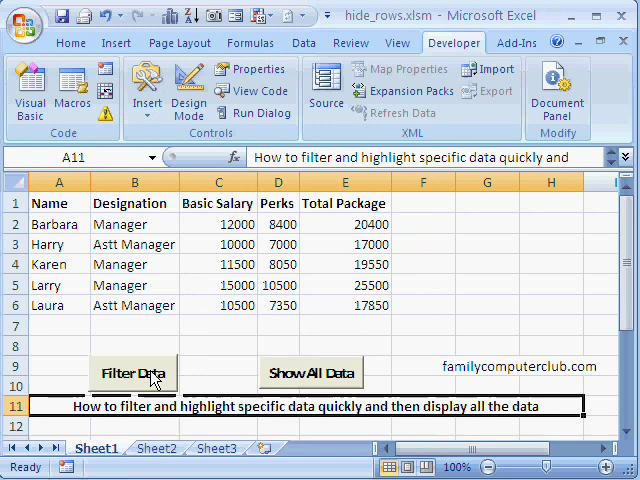 hide_rows.xlsm - Microsoft Excel
Home Insert Page Layout Formulas Data Review View Developer Add-Ins
Visual Basic Macros Insert Design Mode Properties View Code Run Dialog Source Map Properties Expansion Packs Refresh Data Import Export Document Panel
Code Controls XML Modify
A11 fx How to filter and highlight specific data quickly and
A B C D E F G H I
1 Name Designation Basic Salary Perks Total Package
2 Barbara Manager 12000 8400 20400
3 Harry Astt Manager 10000 7000 17000
4 Karen Manager 11500 8050 19550
5 Larry Manager 15000 10500 25500
6 Laura Astt Manager 10500 7350 17850
7
8
9 Filter Data Show All Data familycomputerclub.com
10
11 How to filter and highlight specific data quickly and then display all the data
12
Sheet1 Sheet2 Sheet3
Ready 100%